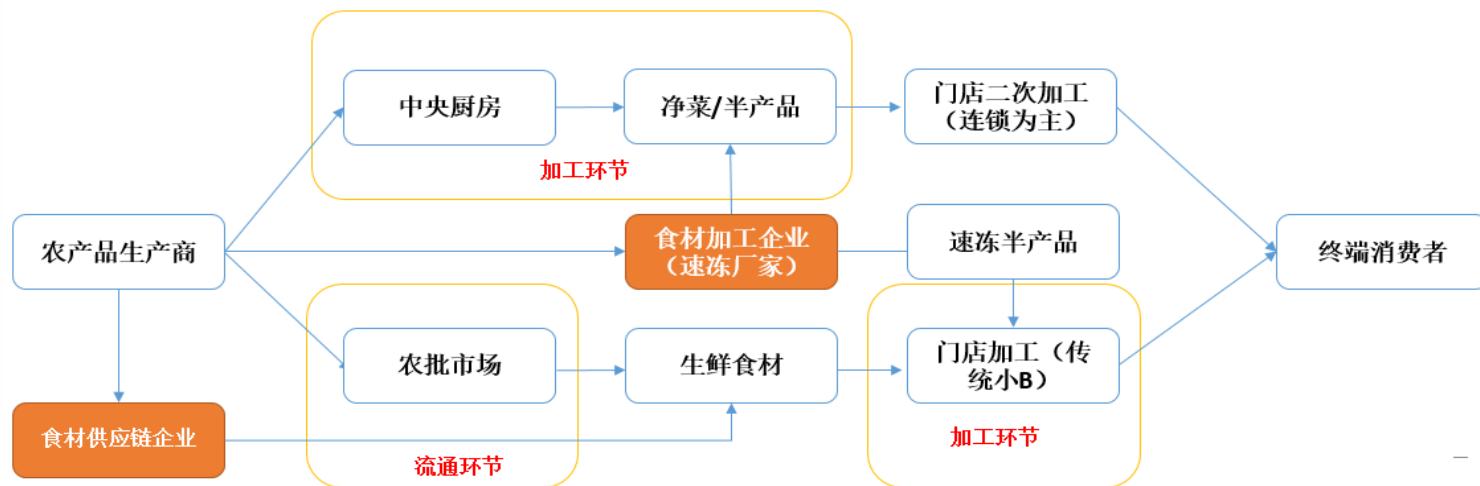 中央厨房
净菜/半产品
门店二次加工
（连锁为主）
加工环节
农产品生产商
食材加工企业
（速冻厂家）
速冻半产品
终端消费者
农批市场
生鲜食材
门店加工（传
统小B）
食材供应链企业
流通环节
加工环节